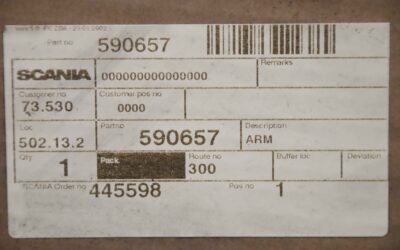 Part no 590657
SCANIA 000000000000000 Remarks
Customer no Customer pos no
73.530 0000
Loc Partno Description
502.13.2 590657 ARM
Qty Pack Route no Buffer loc Deviation
1 300
SCANIA Order no 445598 Pos no 1